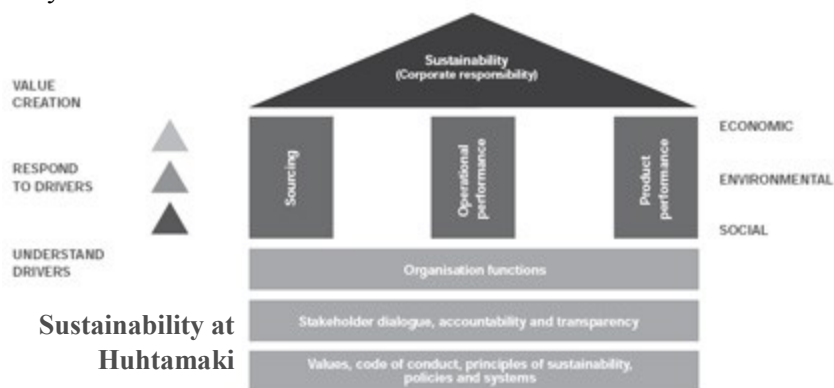 Sustainability
(Corporate responsibility)
VALUE
CREATION
RESPOND
TO DRIVERS
UNDERSTAND
DRIVERS
Sourcing
Operational
performance
Product
performance
ECONOMIC
ENVIRONMENTAL
SOCIAL
Organisation functions
Stakeholder dialogue, accountability and transparency
Values, code of conduct, principles of sustainability,
policies and systems
Sustainability at
Huhtamaki